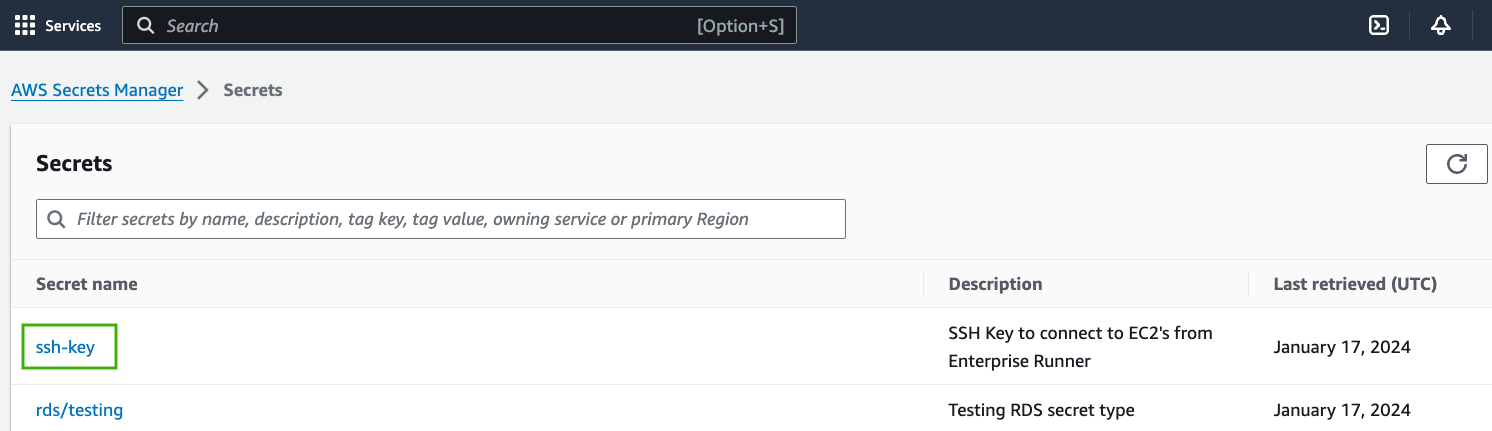 Services
Search [Option+S]
AWS Secrets Manager > Secrets
Secrets
Filter secrets by name, description, tag key, tag value, owning service or primary Region
Secret name Description Last retrieved (UTC)
ssh-key SSH Key to connect to EC2's from Enterprise Runner January 17, 2024
rds/testing Testing RDS secret type January 17, 2024